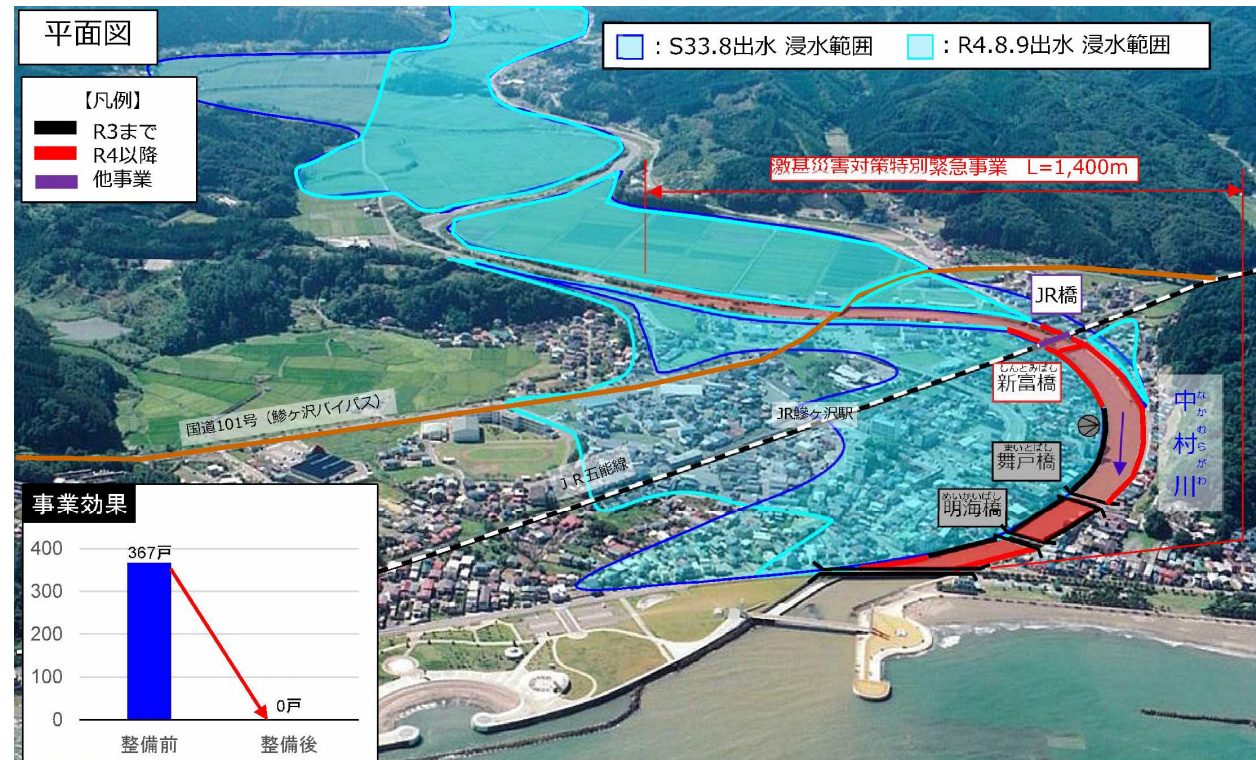 平面図
【凡例】
R3まで
R4以降
他事業
：S33.8出水 浸水範囲
：R4.8.9出水 浸水範囲
激甚災害対策特別緊急事業 L=1,400m
JR橋
しんとみばし
新富橋
国道101号（鰺ヶ沢バイパス）
JR鰺ヶ沢駅
ＪＲ五能線
まいとばし
舞戸橋
めいかいばし
明海橋
なかむらがわ
中村川
事業効果
400
300
200
100
0
367戸
0戸
整備前
整備後